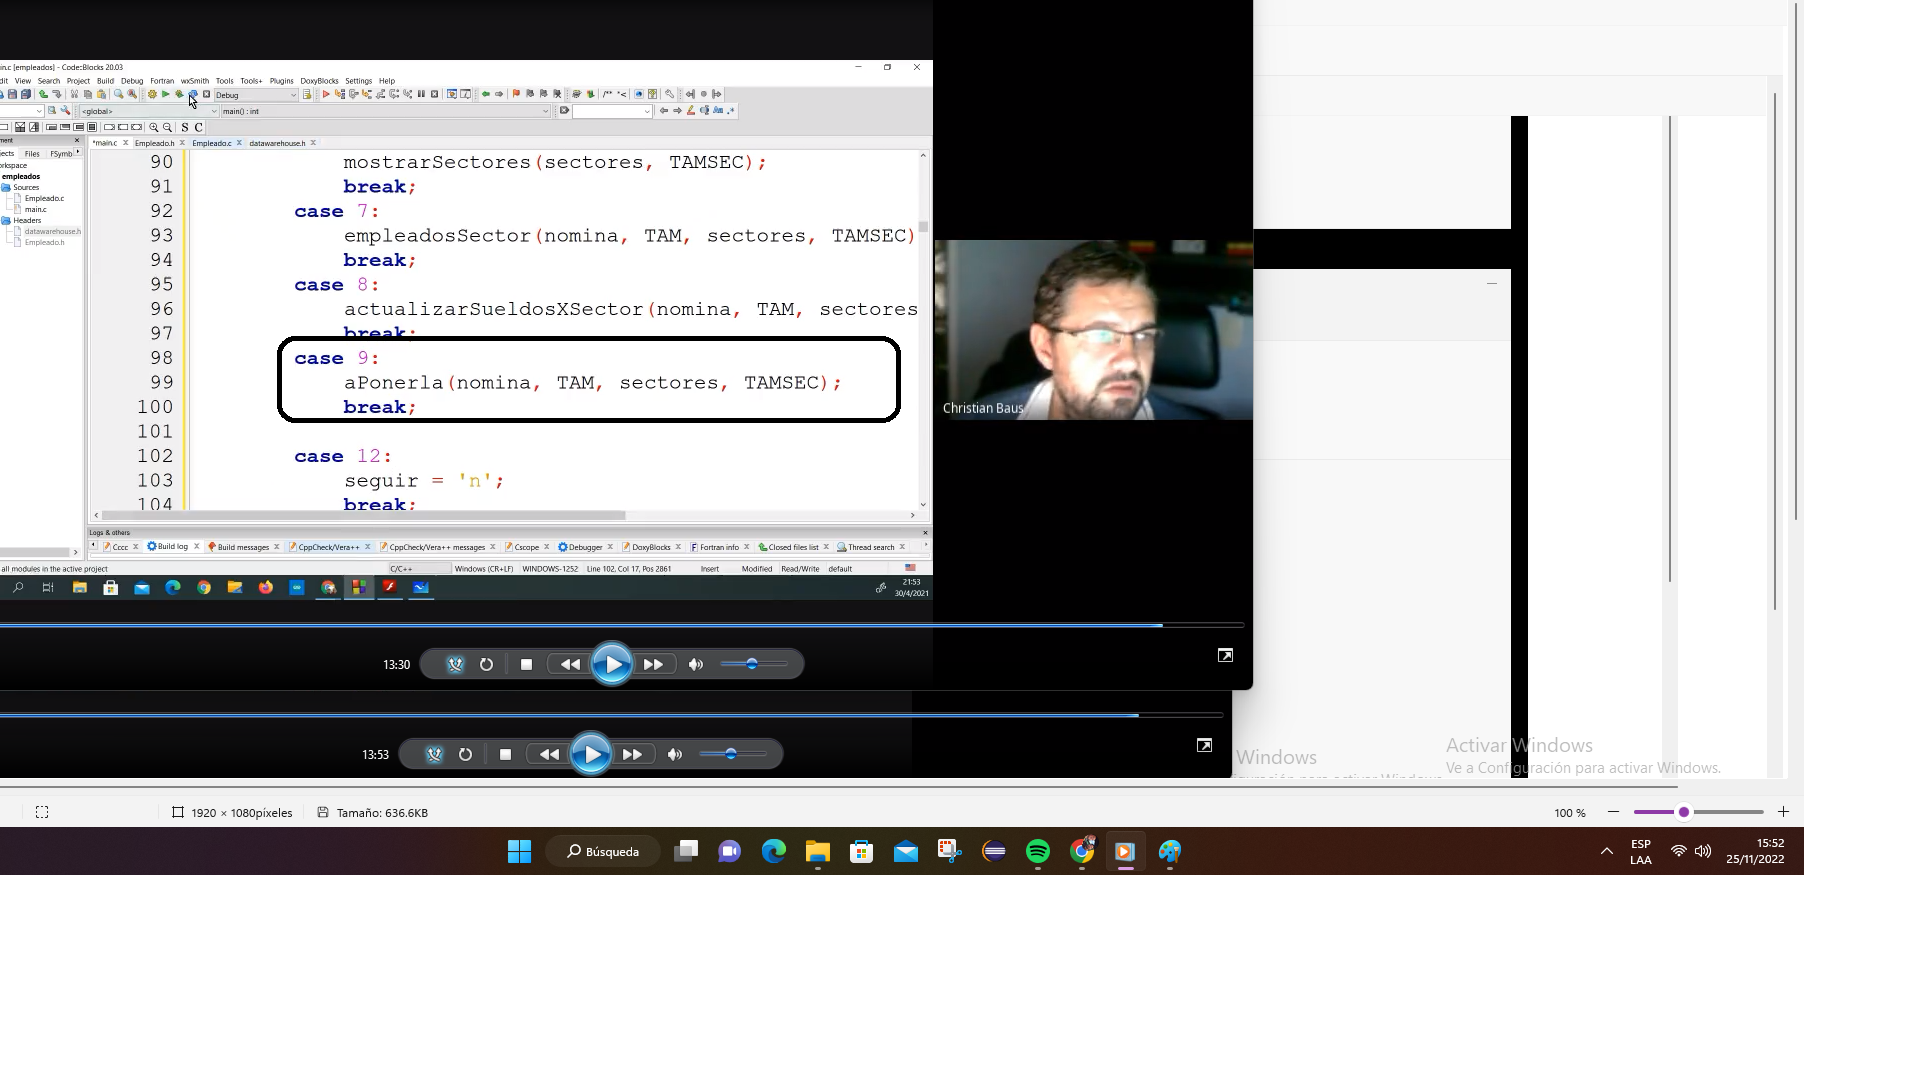 in.c [empleados] - Code::Blocks 20.03
dit View Search Project Build Debug Fortran wxSmith Tools Tools+ Plugins DoxyBlocks Settings Help
Debug
<global> main() : int
S C
ment
*main.c Empleado.h Empleado.c datawarehouse.h
jects Files FSymb
orkspace
empleados
Sources
Empleado.c
main.c
Headers
datawarehouse.h
Empleado.h
90 mostrarSectores(sectores, TAMSEC);
91 break;
92 case 7:
93 empleadosSector(nomina, TAM, sectores, TAMSEC)
94 break;
95 case 8:
96 actualizarSueldosXSector(nomina, TAM, sectores
97 break;
98 case 9:
99 aPonerla(nomina, TAM, sectores, TAMSEC);
100 break;
101
102 case 12:
103 seguir = 'n';
104 break;
Christian Baus
Logs & others
Cccc Build log Build messages CppCheck/Vera++ CppCheck/Vera++ messages Cscope Debugger DoxyBlocks Fortran info Closed files list Thread search
all modules in the active project C/C++ Windows (CR+LF) WINDOWS-1252 Line 102, Col 17, Pos 2861 Insert Modified Read/Write default
21:53
30/4/2021
13:30
13:53
Windows
Activar Windows
Ve a Configuración para activar Windows.
1920 × 1080píxeles Tamaño: 636.6KB 100 %
Búsqueda
ESP
LAA
15:52
25/11/2022